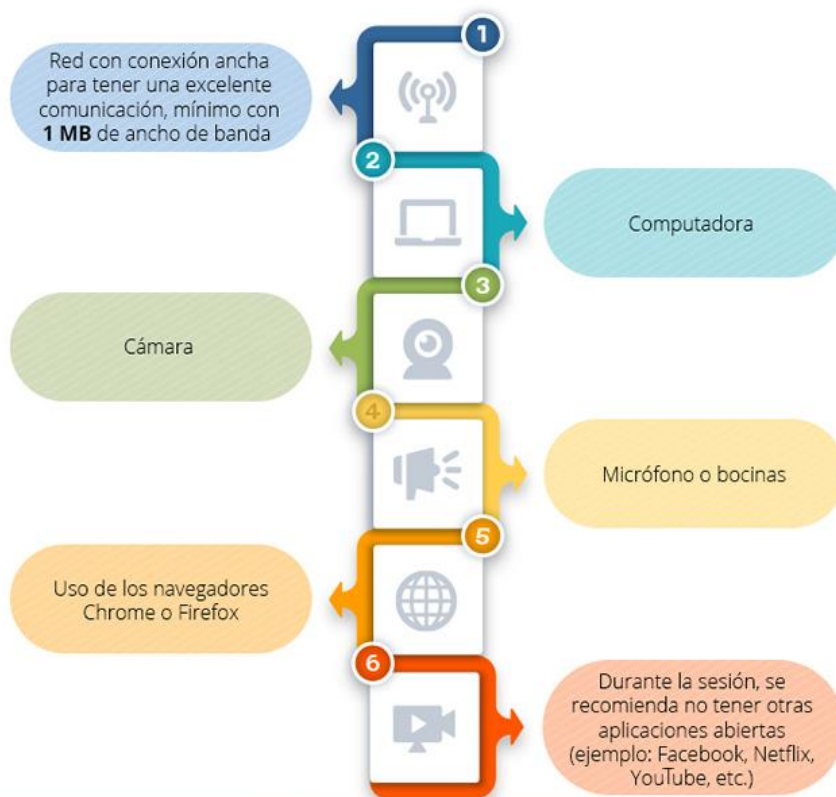 1
Red con conexión ancha
para tener una excelente
comunicación, mínimo con
1 MB de ancho de banda
2
Computadora
3
Cámara
4
Micrófono o bocinas
5
Uso de los navegadores
Chrome o Firefox
6
Durante la sesión, se
recomienda no tener otras
aplicaciones abiertas
(ejemplo: Facebook, Netflix,
YouTube, etc.)